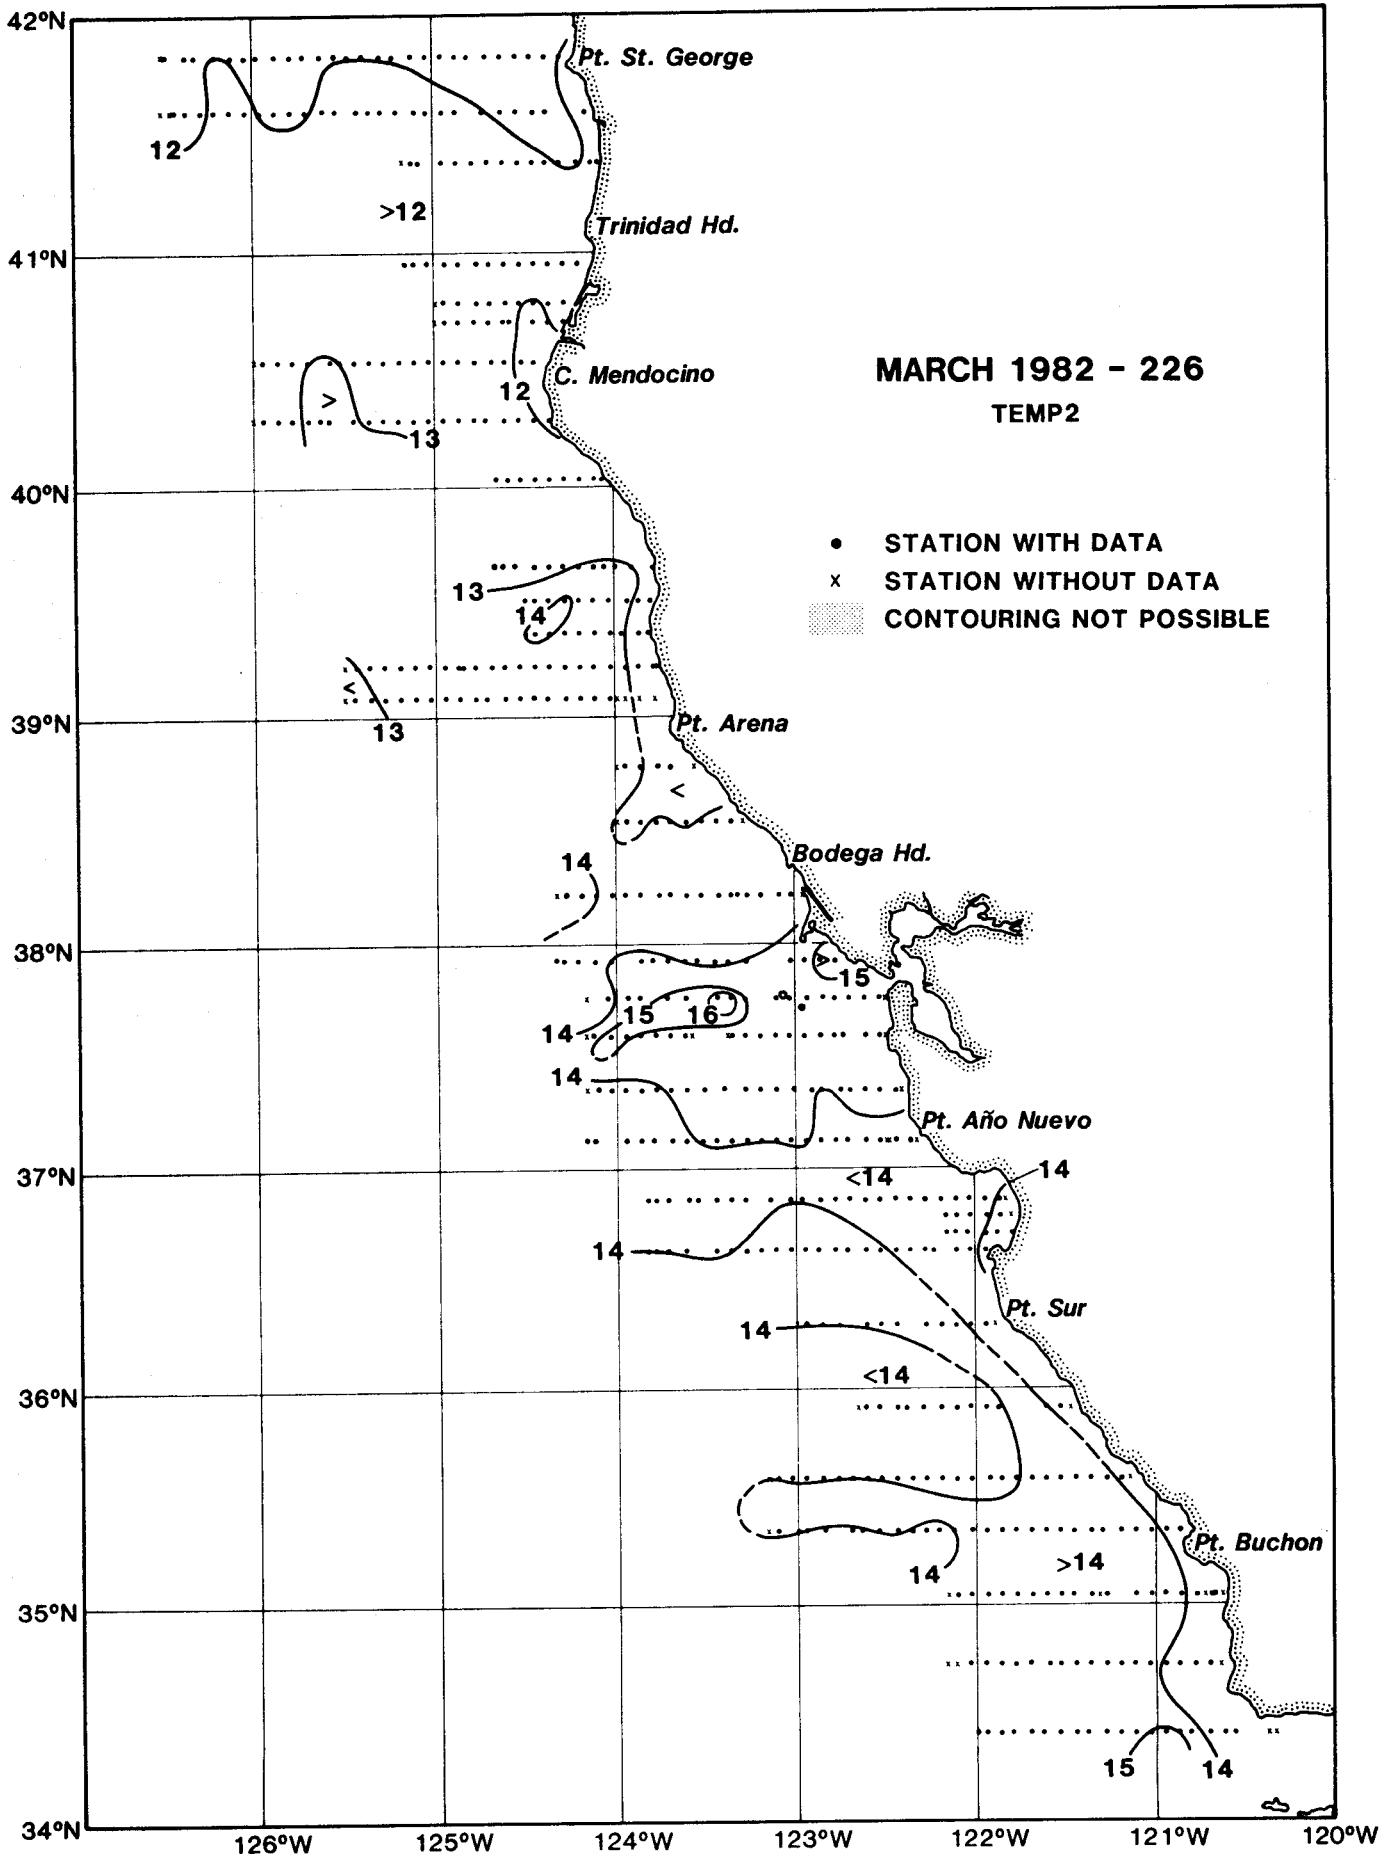 42°N
Pt. St. George
12
>12
Trinidad Hd.
41°N
MARCH 1982 - 226
TEMP2
C. Mendocino
12
>
13
40°N
● STATION WITH DATA
x STATION WITHOUT DATA
CONTOURING NOT POSSIBLE
13
14
<
39°N
Pt. Arena
13
<
Bodega Hd.
14
38°N
>
15
15
16
14
14
Pt. Año Nuevo
37°N
<14
14
14
Pt. Sur
14
<14
36°N
Pt. Buchon
>14
14
35°N
15
14
34°N
126°W
125°W
124°W
123°W
122°W
121°W
120°W